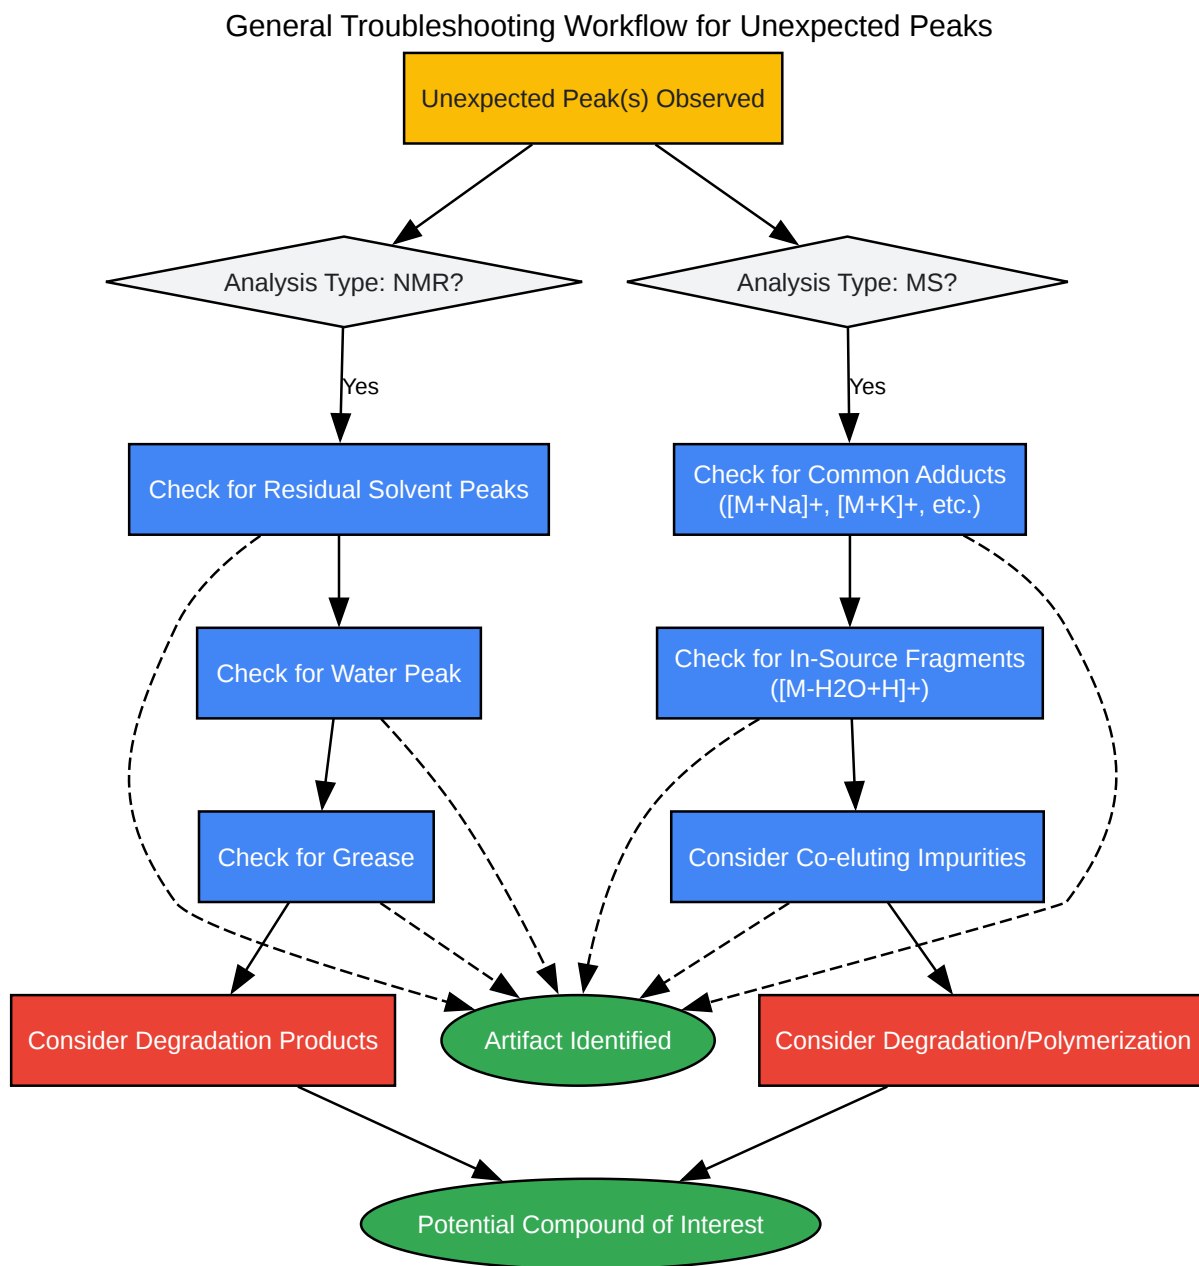 General Troubleshooting Workflow for Unexpected Peaks
Unexpected Peak(s) Observed
Analysis Type: NMR?
Analysis Type: MS?
Yes
Yes
Check for Residual Solvent Peaks
Check for Common Adducts
([M+Na]+, [M+K]+, etc.)
Check for Water Peak
Check for In-Source Fragments
([M-H2O+H]+)
Check for Grease
Consider Co-eluting Impurities
Consider Degradation Products
Artifact Identified
Consider Degradation/Polymerization
Potential Compound of Interest